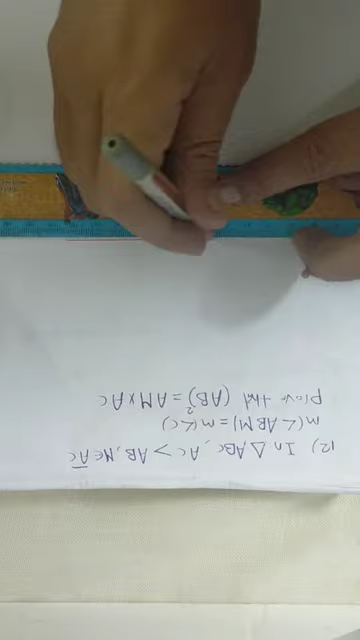 12) In △ABC, AC > AB, M∈ A̅C̅
m(<ABM) = m(<C)
Prove that (AB)² = AM × AC